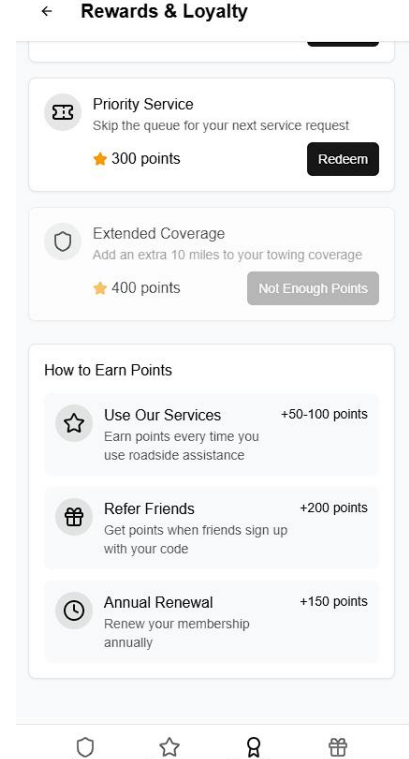 Rewards & Loyalty
Priority Service
Skip the queue for your next service request
300 points
Redeem
Extended Coverage
Add an extra 10 miles to your towing coverage
400 points
Not Enough Points
How to Earn Points
Use Our Services
+50-100 points
Earn points every time you
use roadside assistance
Refer Friends
+200 points
Get points when friends sign up
with your code
Annual Renewal
+150 points
Renew your membership
annually